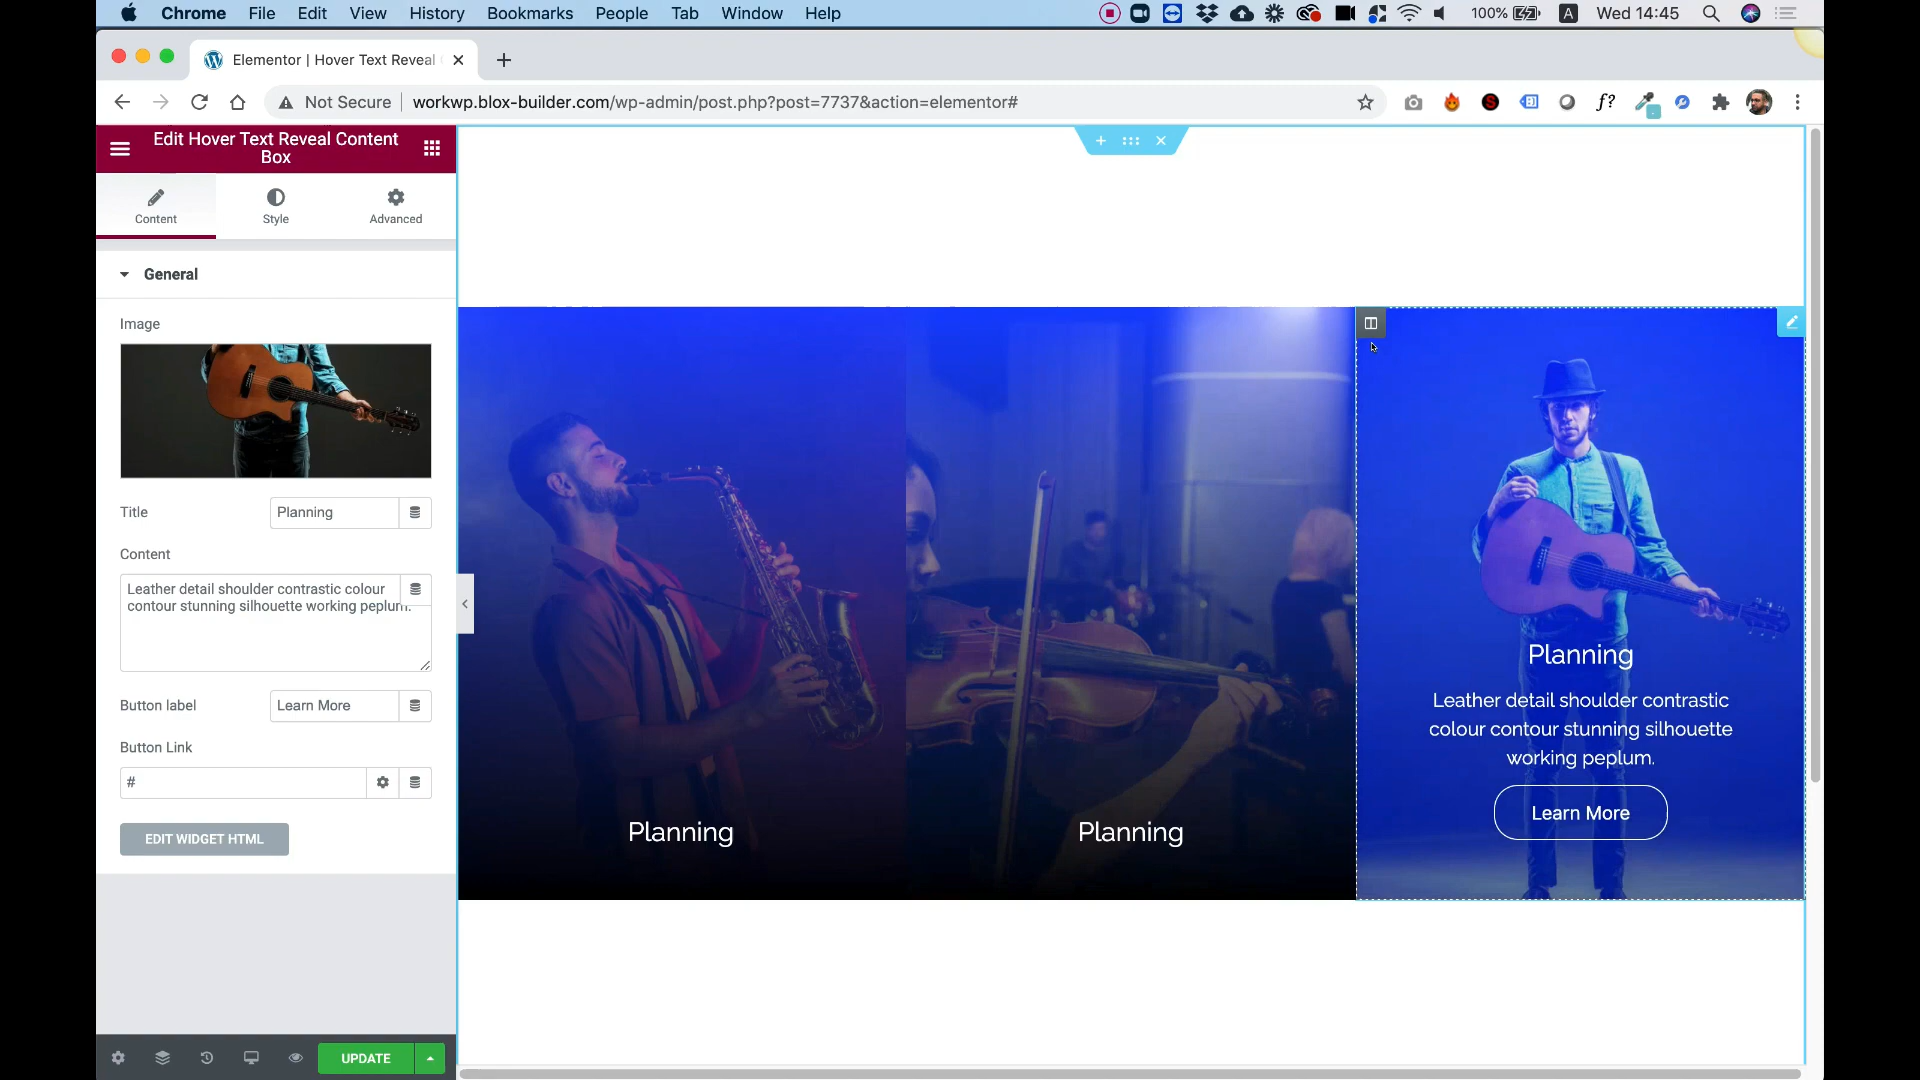 Chrome File Edit View History Bookmarks People Tab Window Help
100% A Wed 14:45
Elementor | Hover Text Reveal
Not Secure workwp.blox-builder.com/wp-admin/post.php?post=7737&action=elementor#
f?
Edit Hover Text Reveal Content
Box
Content Style Advanced
General
Image
Title Planning
Content
Leather detail shoulder contrastic colour
contour stunning silhouette working peplum.
Button label Learn More
Button Link
#
EDIT WIDGET HTML
UPDATE
Planning
Planning
Planning
Leather detail shoulder contrastic
colour contour stunning silhouette
working peplum.
Learn More